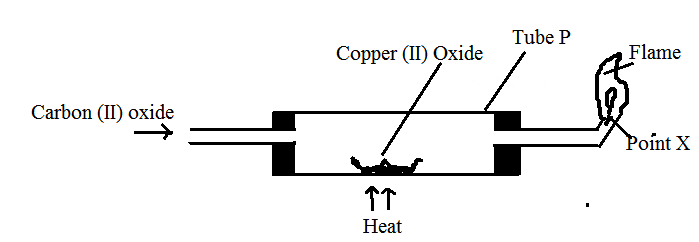 Tube P
Copper (II) Oxide
Flame
Carbon (II) oxide
Point X
Heat